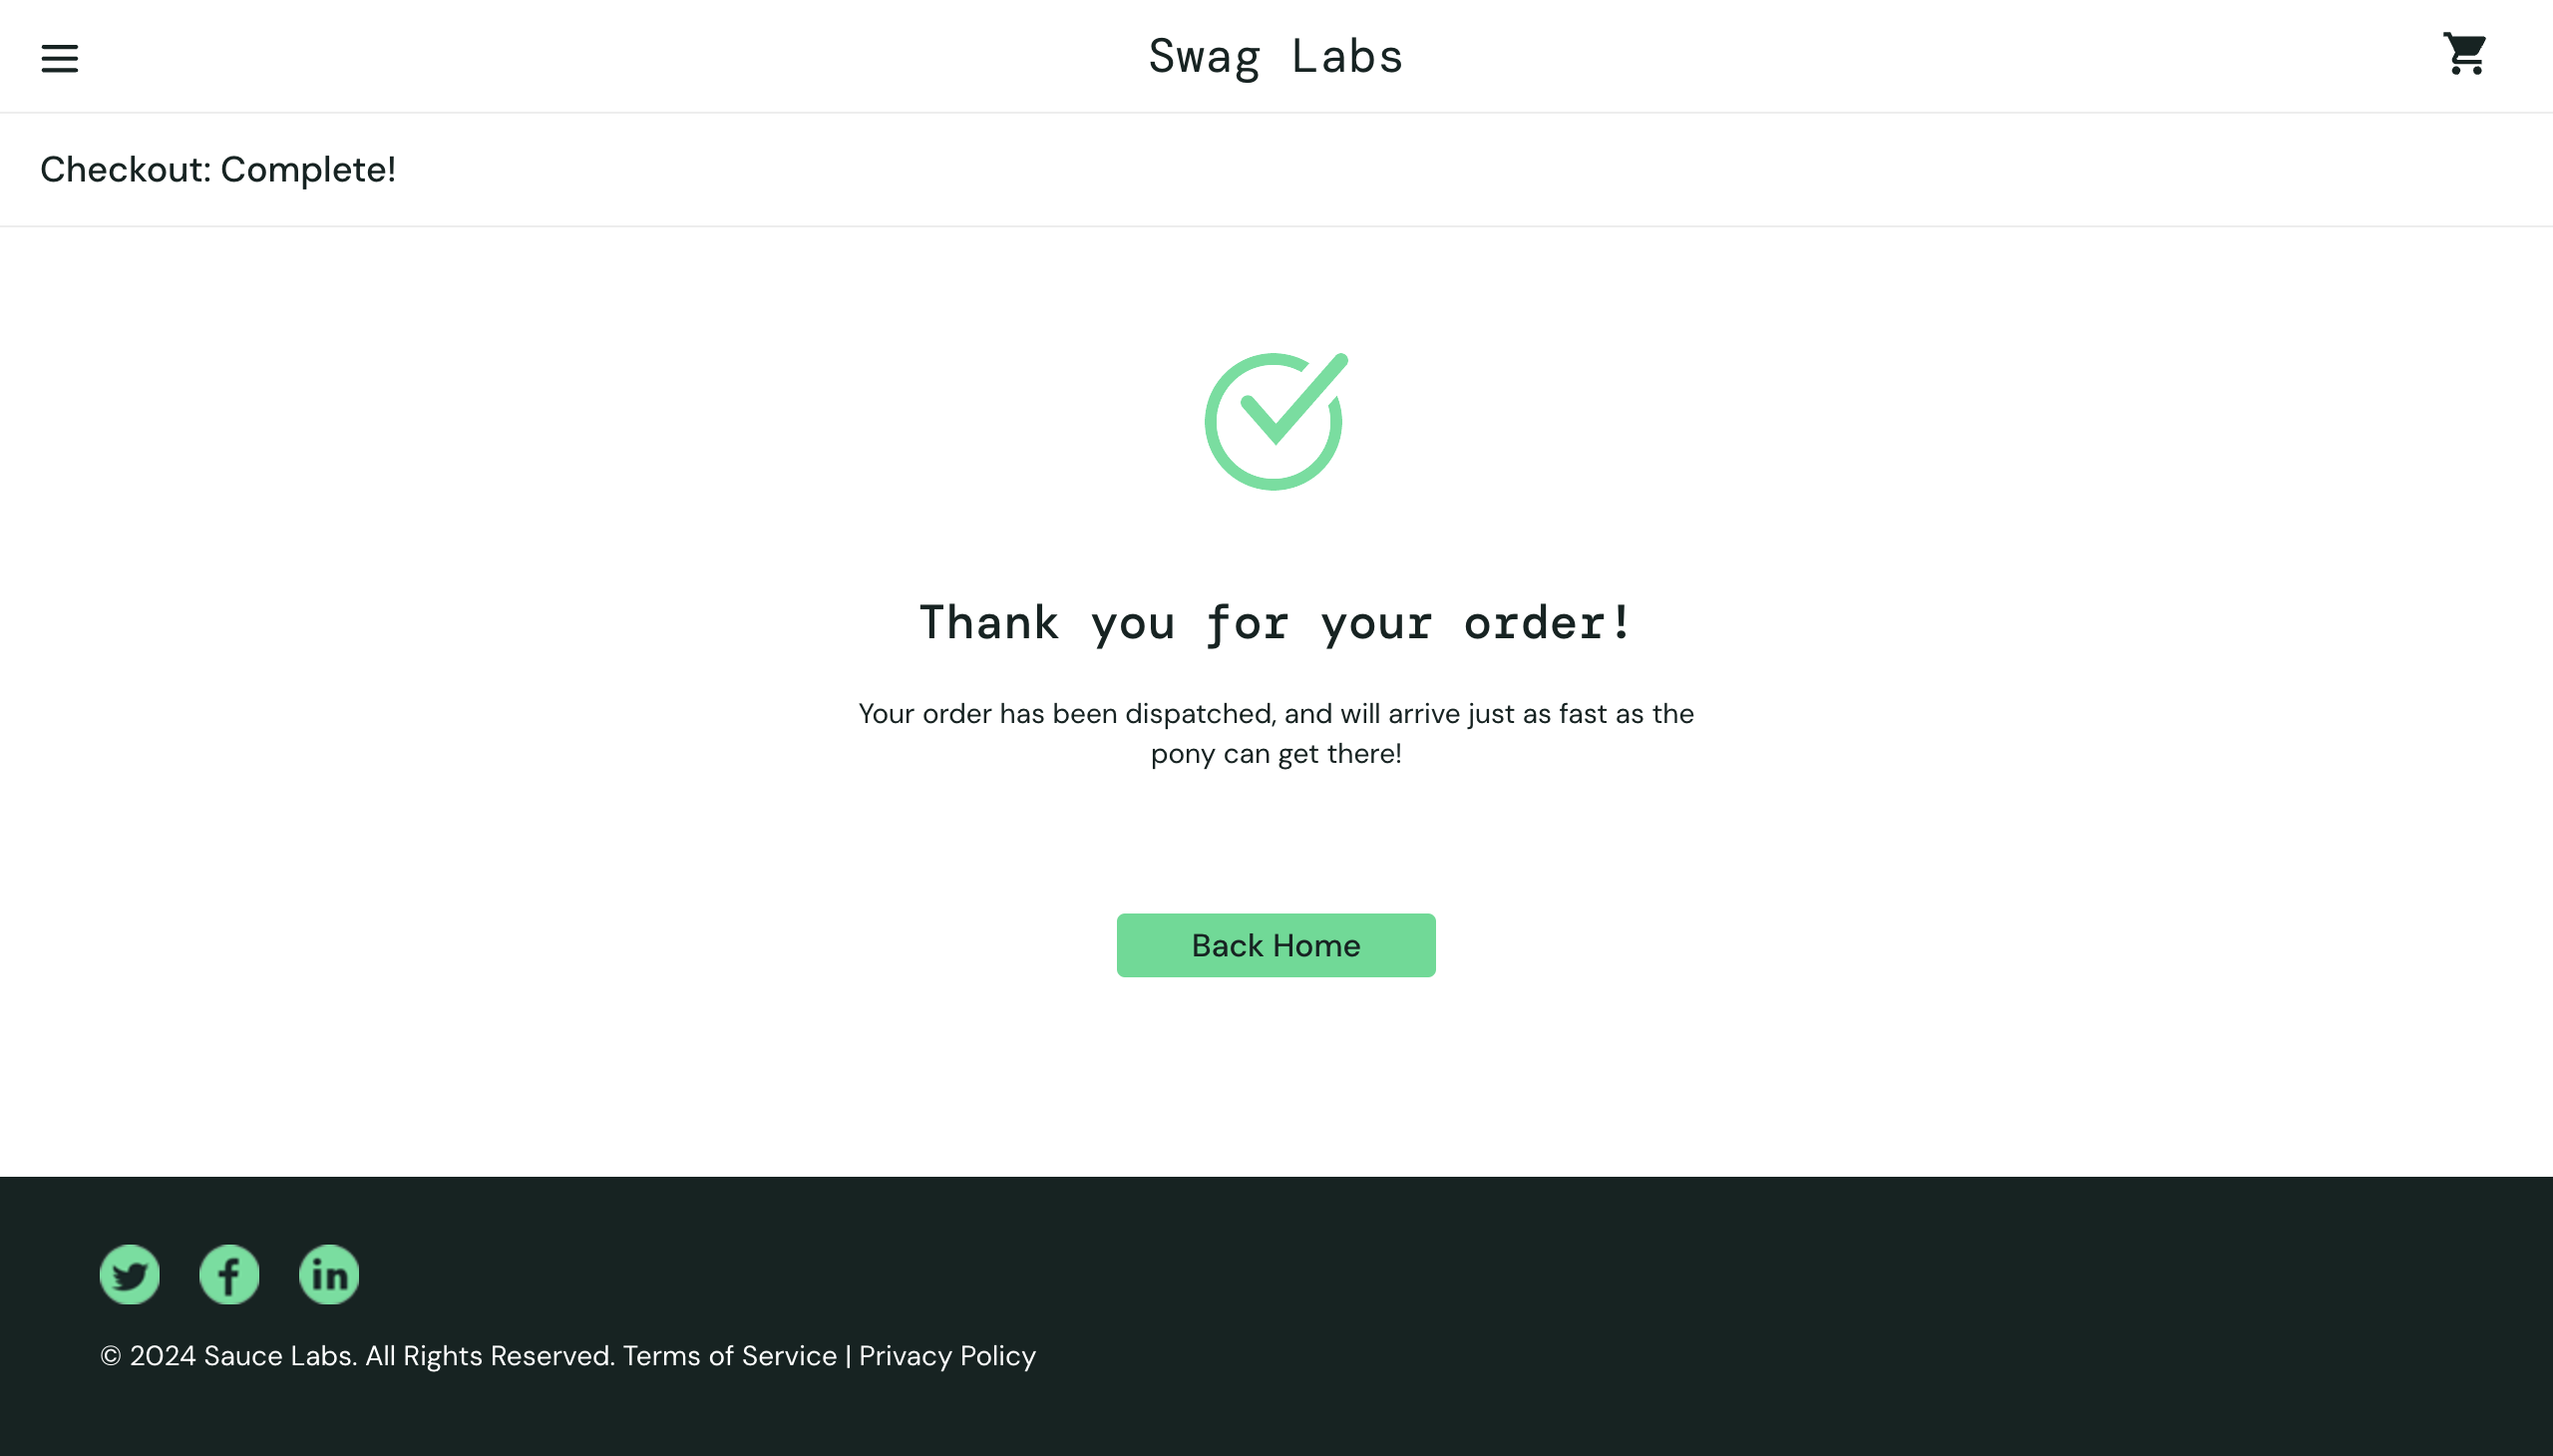 Swag Labs
Checkout: Complete!
Thank you for your order!
Your order has been dispatched, and will arrive just as fast as the
pony can get there!
Back Home
© 2024 Sauce Labs. All Rights Reserved. Terms of Service | Privacy Policy